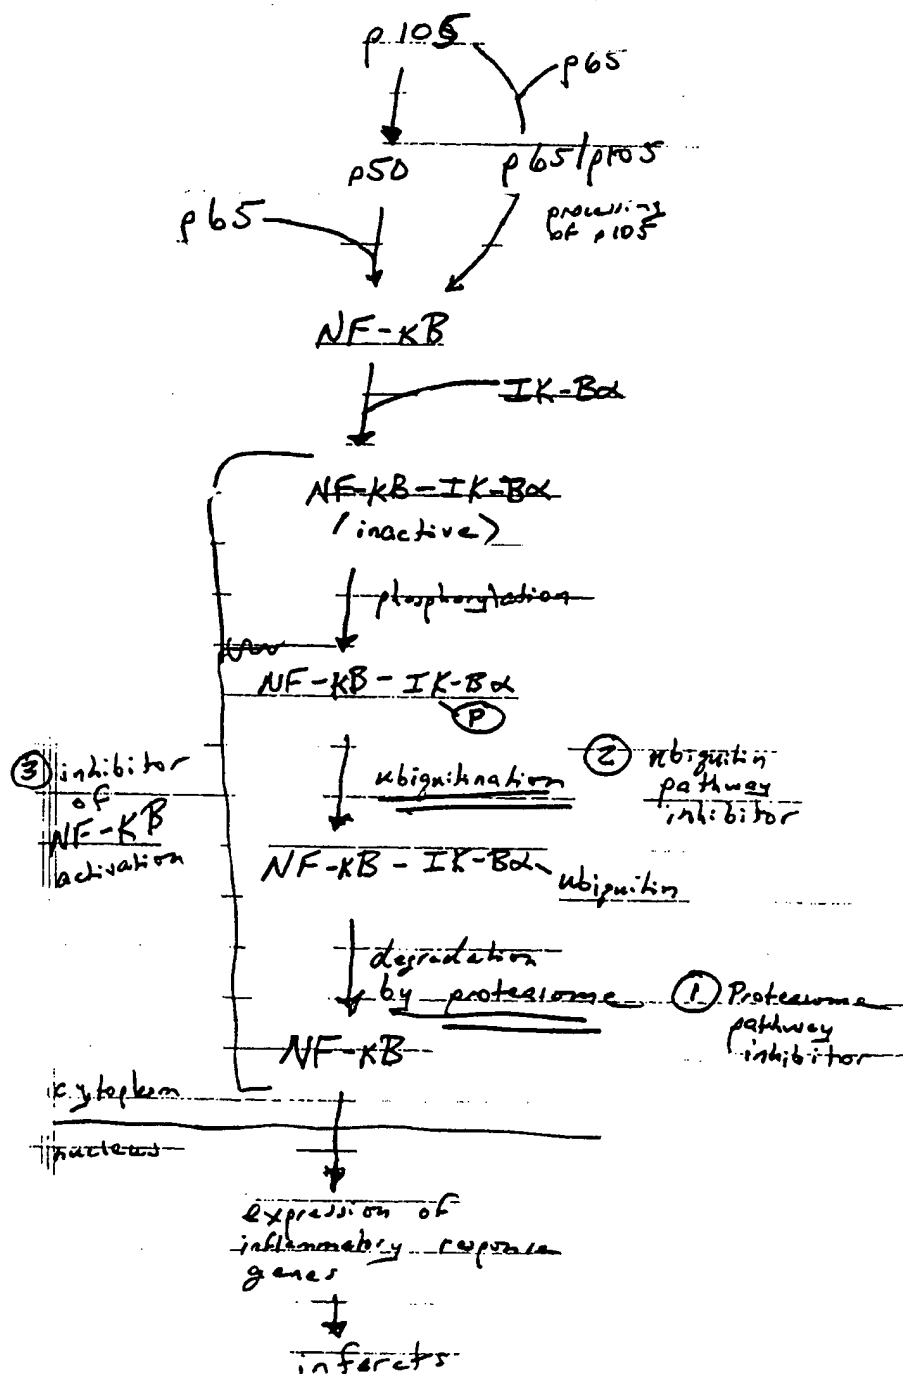 p105
p65
p50
p65/p105
p65
processing
of p105
NF-κB
IK-Bα
NF-κB-IK-Bα
(inactive)
phosphorylation
NF-κB-IK-Bα
P
3 inhibitor
of
NF-κB
activation
ubiquitination
2 ubiquitin
pathway
inhibitor
NF-κB-IK-Bα
ubiquitin
degradation
by proteasome
1 Proteasome
pathway
inhibitor
NF-κB
cytoplasm
nucleus
expression of
inflammatory response
genes
infarcts